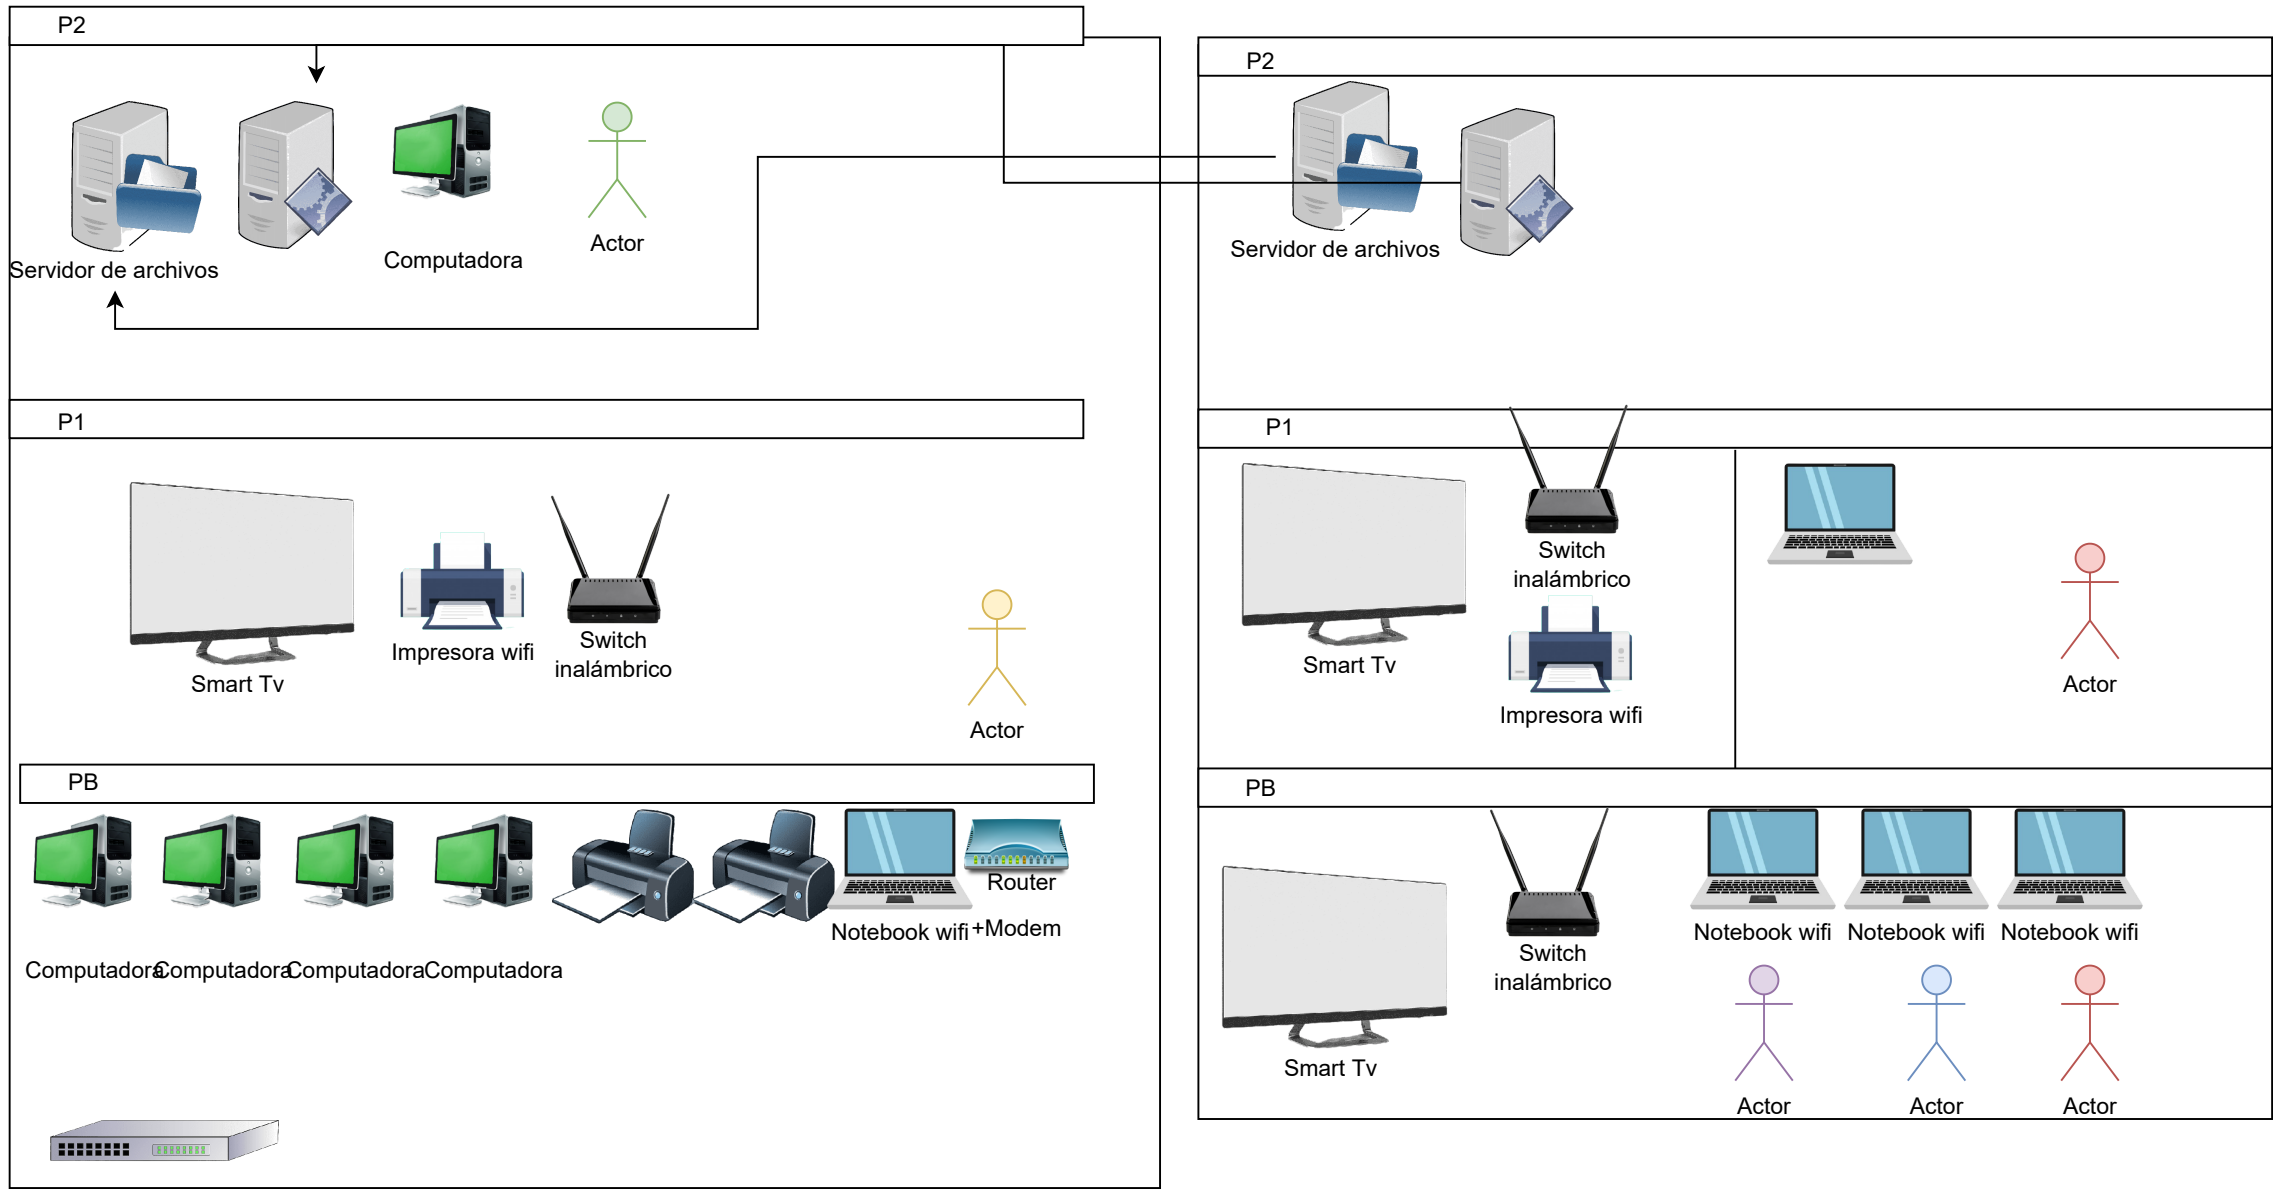 P2
Servidor de archivos
Computadora
Actor
P1
Smart Tv
Impresora wifi
Switch
inalámbrico
Actor
PB
Computadora
Computadora
Computadora
Computadora
Notebook wifi
Router
+Modem
P2
Servidor de archivos
P1
Smart Tv
Switch
inalámbrico
Impresora wifi
Actor
PB
Smart Tv
Switch
inalámbrico
Notebook wifi
Notebook wifi
Notebook wifi
Actor
Actor
Actor